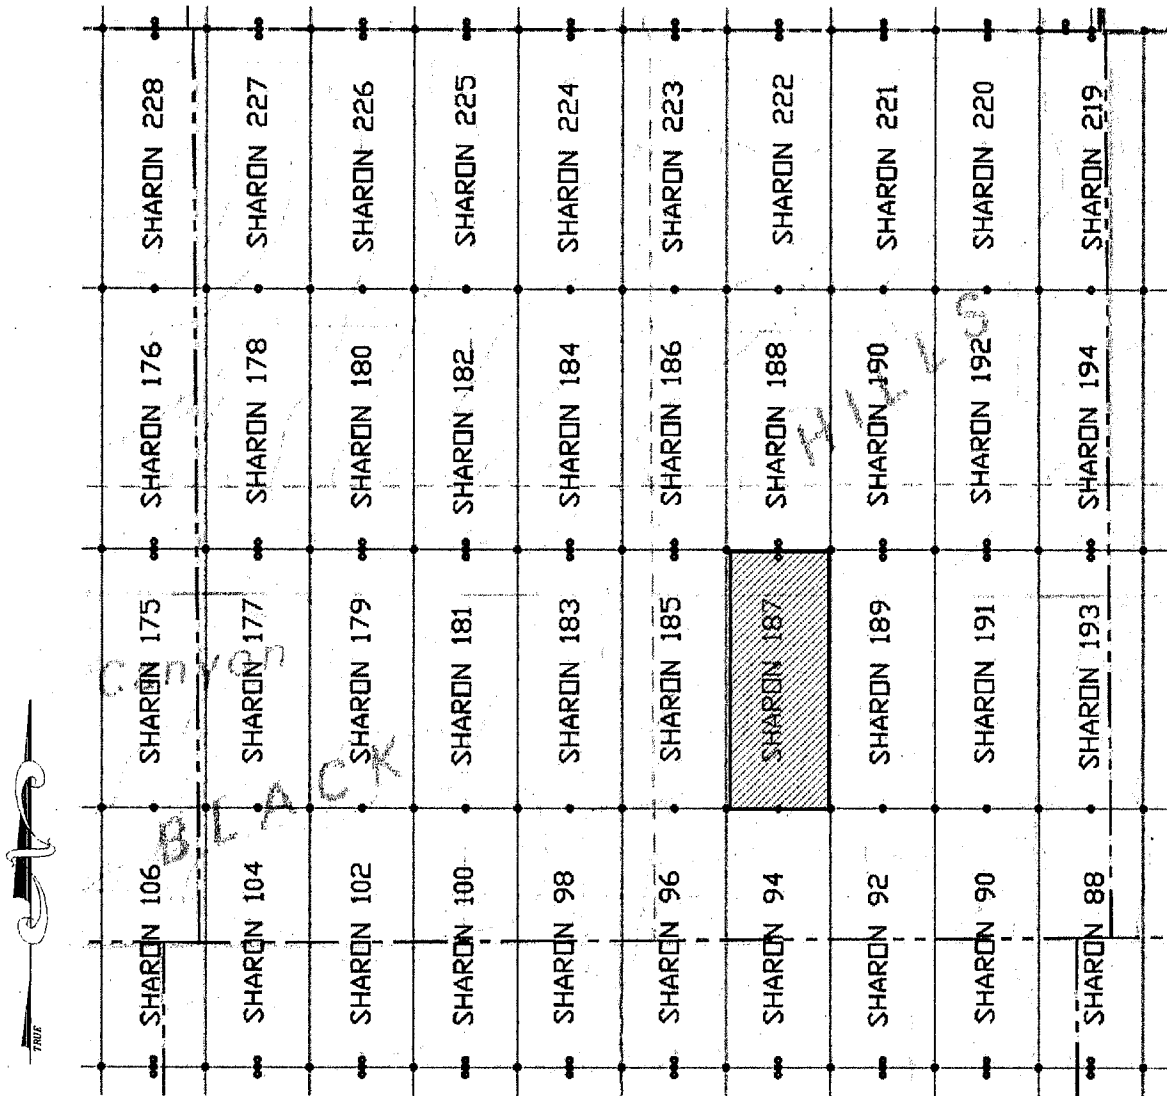 SHARON 228
SHARON 227
SHARON 226
SHARON 225
SHARON 224
SHARON 223
SHARON 222
SHARON 221
SHARON 220
SHARON 219
SHARON 176
SHARON 178
SHARON 180
SHARON 182
SHARON 184
SHARON 186
SHARON 188
SHARON 190
SHARON 192
SHARON 194
HILLS
SHARON 175
SHARON 177
SHARON 179
SHARON 181
SHARON 183
SHARON 185
SHARON 187
SHARON 189
SHARON 191
SHARON 193
Canyon
BLACK
SHARON 106
SHARON 104
SHARON 102
SHARON 100
SHARON 98
SHARON 96
SHARON 94
SHARON 92
SHARON 90
SHARON 88
TRUE